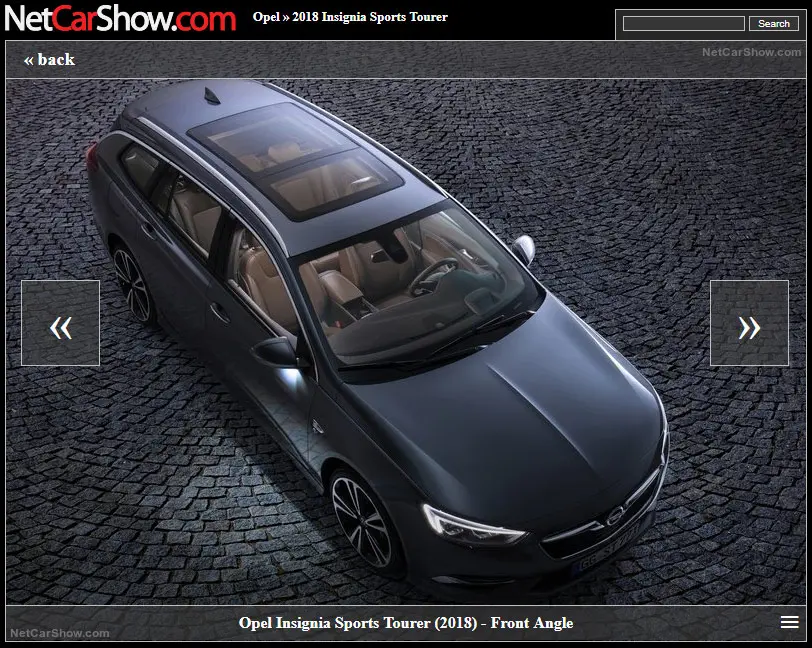 NetCarShow.com
Opel » 2018 Insignia Sports Tourer
Search
« back
NetCarShow.com
«
»
Opel Insignia Sports Tourer (2018) - Front Angle
NetCarShow.com